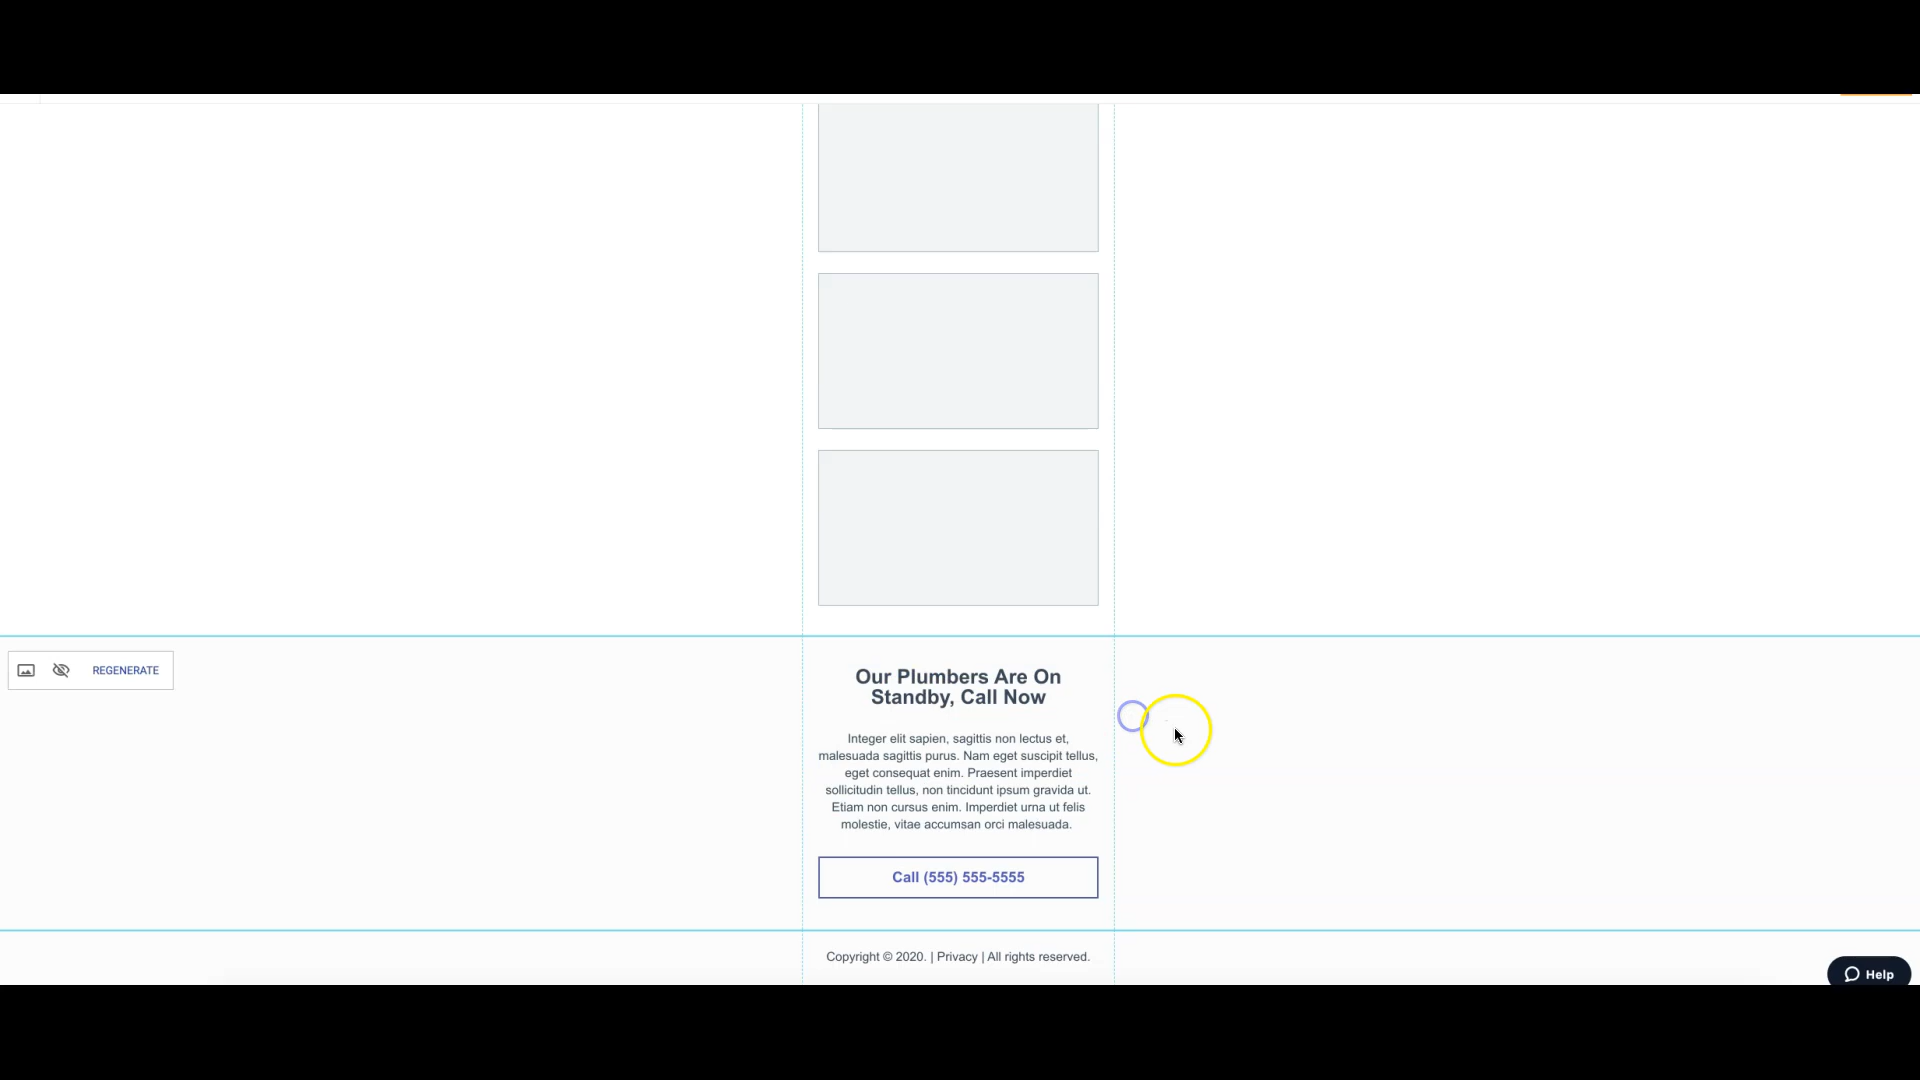 REGENERATE
Our Plumbers Are On
Standby, Call Now
Integer elit sapien, sagittis non lectus et,
malesuada sagittis purus. Nam eget suscipit tellus,
eget consequat enim. Praesent imperdiet
sollicitudin tellus, non tincidunt ipsum gravida ut.
Etiam non cursus enim. Imperdiet urna ut felis
molestie, vitae accumsan orci malesuada.
Call (555) 555-5555
Copyright © 2020. | Privacy | All rights reserved.
Help